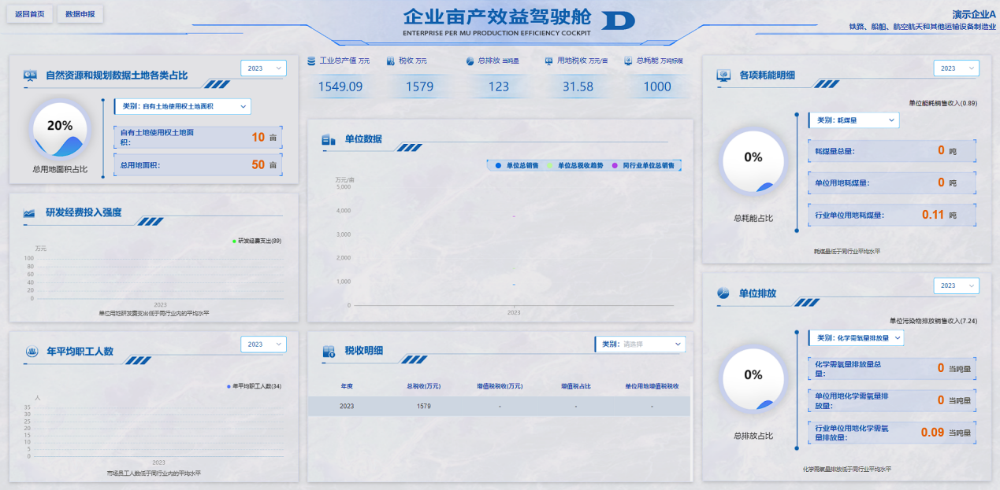 返回首页
数据申报
企业亩产效益驾驶舱
ENTERPRISE PER MU PRODUCTION EFFICIENCY COCKPIT
演示企业A
铁路、船舶、航空航天和其他运输设备制造业
自然资源和规划数据土地各类占比
2023
20%
总用地面积占比
类别：自有土地使用权土地面积
自有土地使用权土地面
积：
10 亩
总用地面积：
50 亩
研发经费投入强度
研发经费支出(89)
万元
100
80
60
40
20
0
2023
单位用地研发费支出低于同行业内的平均水平
年平均职工人数
2023
年平均职工人数(34)
人
35
30
25
20
15
10
5
0
2023
市场员工人数低于同行业内的平均水平
工业总产值 万元
1549.09
税收 万元
1579
总排放 当吨量
123
用地税收 万元/亩
31.58
总耗能 万吨标煤
1000
单位数据
单位总销售
单位总税收趋势
同行业单位总销售
万元/亩
5,000
4,000
3,000
2,000
1,000
0
-
-
2023
税收明细
类别：请选择
年度 总税收(万元) 增值税税收(万元) 增值税占比 单位用地增值税税收
2023 1579 - - -
各项耗能明细
2023
单位能耗销售收入(0.89)
0%
总耗能占比
类别：耗煤量
耗煤量总量：
0 吨
单位用地耗煤量：
0 吨
行业单位用地耗煤量：
0.11 吨
耗煤量低于同行业平均水平
单位排放
2023
单位污染物排放销售收入(7.24)
0%
总排放占比
类别：化学需氧量排放量
化学需氧量排放量总
量：
0 当吨量
单位用地化学需氧量排
放量：
0 当吨量
行业单位用地化学需氧
量排放量：
0.09 当吨量
化学需氧量排放低于同行业平均水平